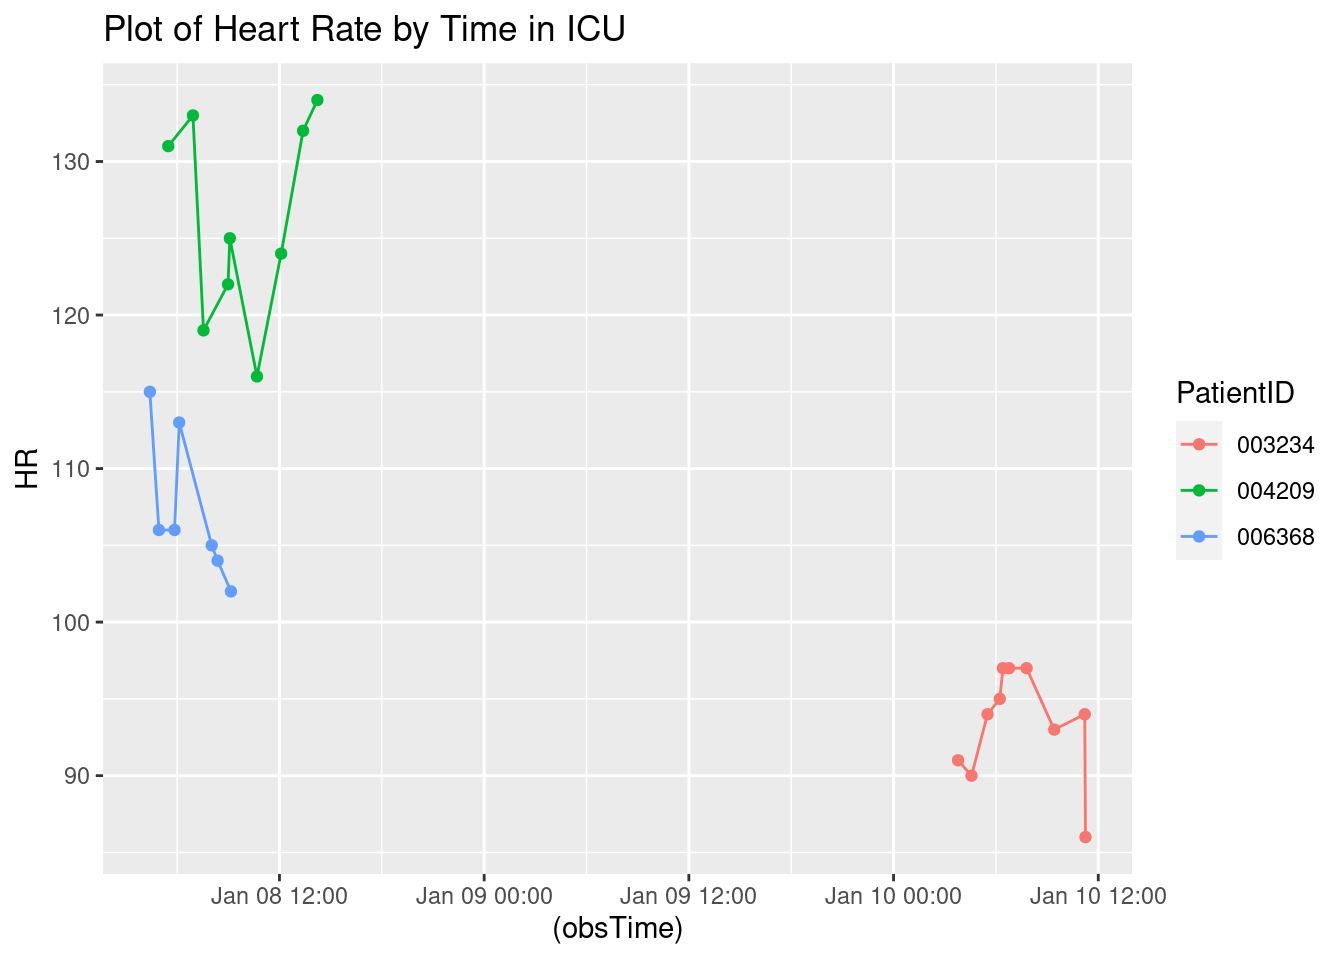 Plot of Heart Rate by Time in ICU
130
120
110
100
90
HR
Jan 08 12:00
Jan 09 00:00
Jan 09 12:00
Jan 10 00:00
Jan 10 12:00
(obsTime)
PatientID
003234
004209
006368